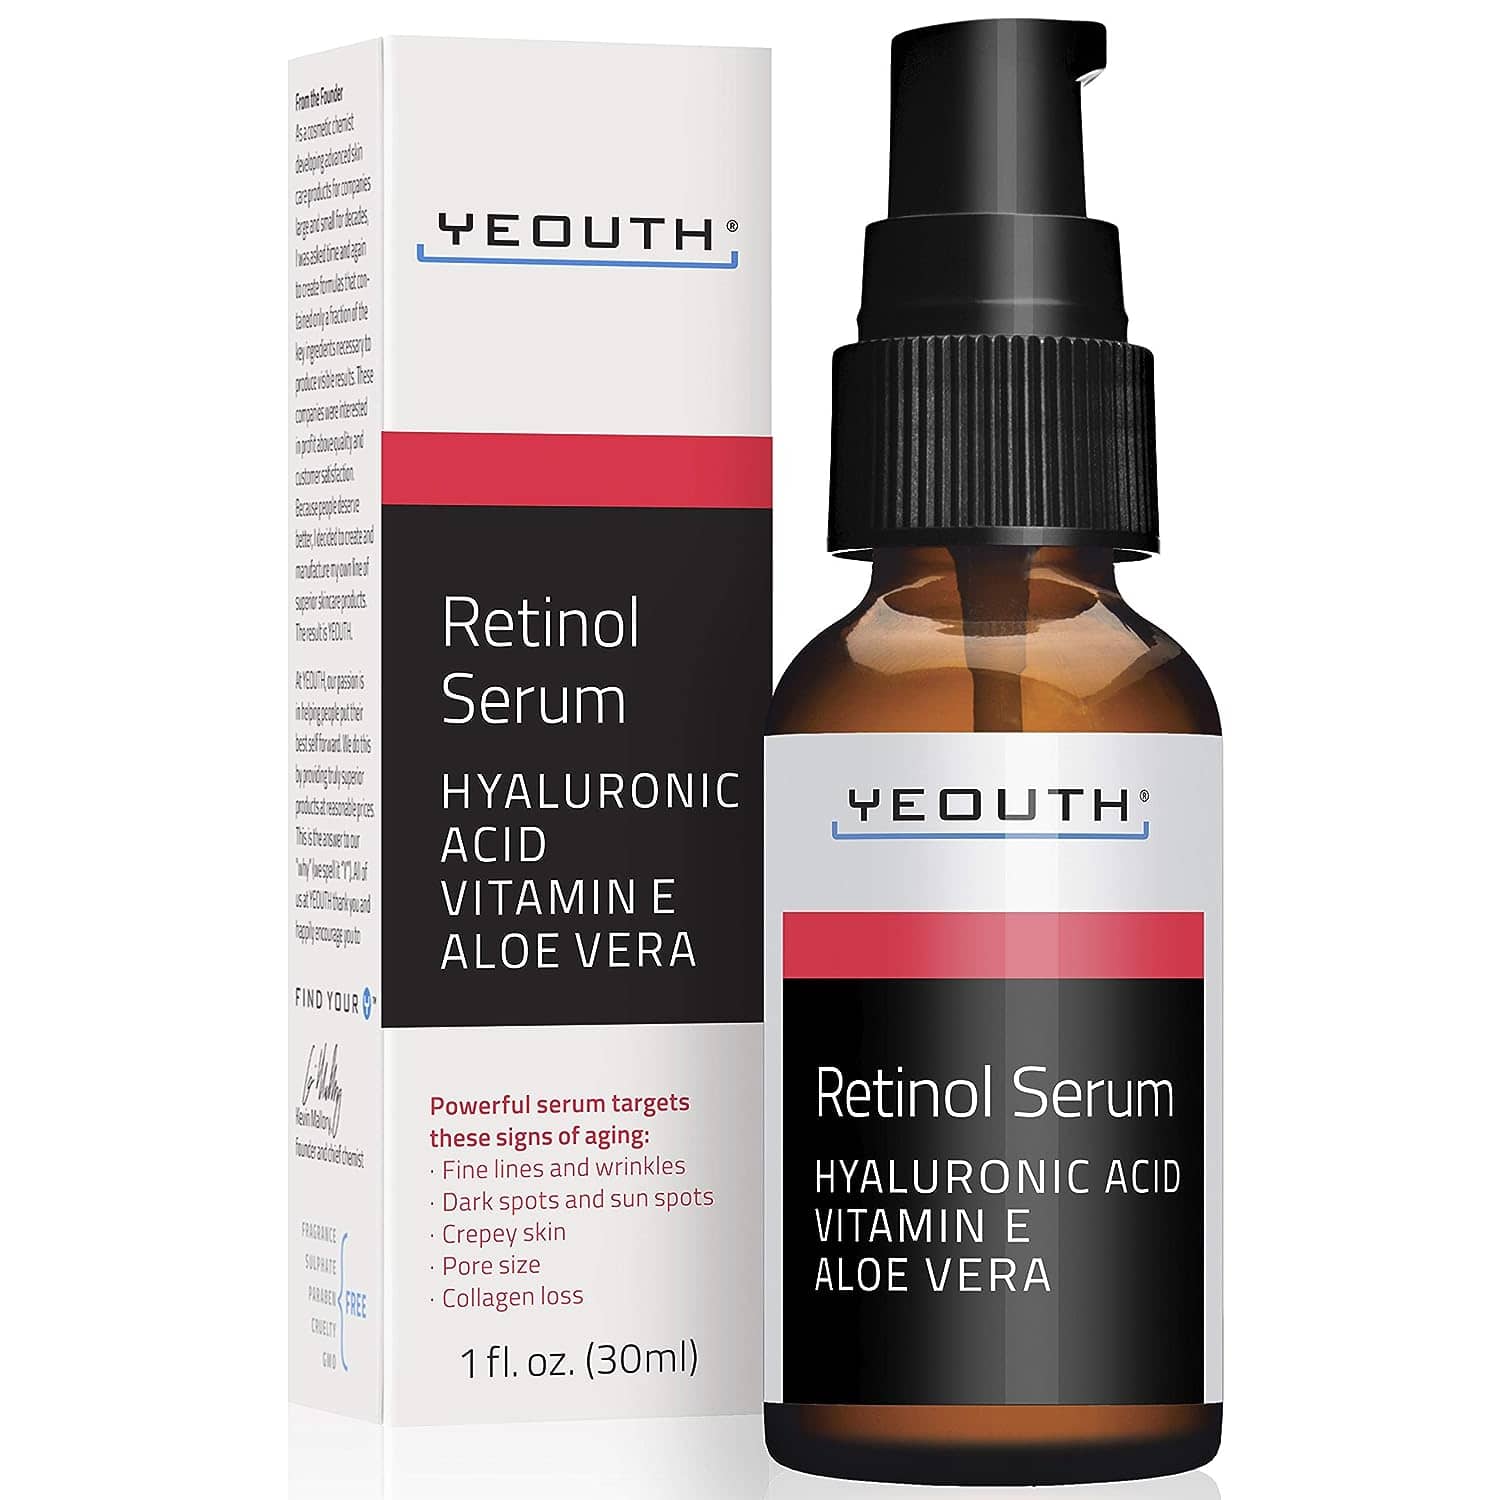 From the Founder
As a cosmetic chemist
developing advanced skin
care products for companies
large and small for decades,
I was asked time and again
to create formulas that con-
tained only a fraction of the
key ingredients necessary to
produce visible results. These
companies were interested
in profit above quality and
customer satisfaction.
Because people deserve
better, I decided to create and
manufacture my own line of
superior skincare products.
The result is YEOUTH.
At YEOUTH, our passion is
in helping people put their
best self forward. We do this
by providing truly superior
products at reasonable prices.
This is the answer to our
"why" (we spell it "Y"). All of
us at YEOUTH thank you and
happily encourage you to
FIND YOUR Y™
Kevin Mallory
founder and chief chemist
FRAGRANCE
SULPHATE
PARABEN
CRUELTY
GMO
FREE
YEOUTH®
Retinol
Serum
HYALURONIC
ACID
VITAMIN E
ALOE VERA
Powerful serum targets
these signs of aging:
· Fine lines and wrinkles
· Dark spots and sun spots
· Crepey skin
· Pore size
· Collagen loss
1 fl. oz. (30ml)
YEOUTH®
Retinol Serum
HYALURONIC ACID
VITAMIN E
ALOE VERA